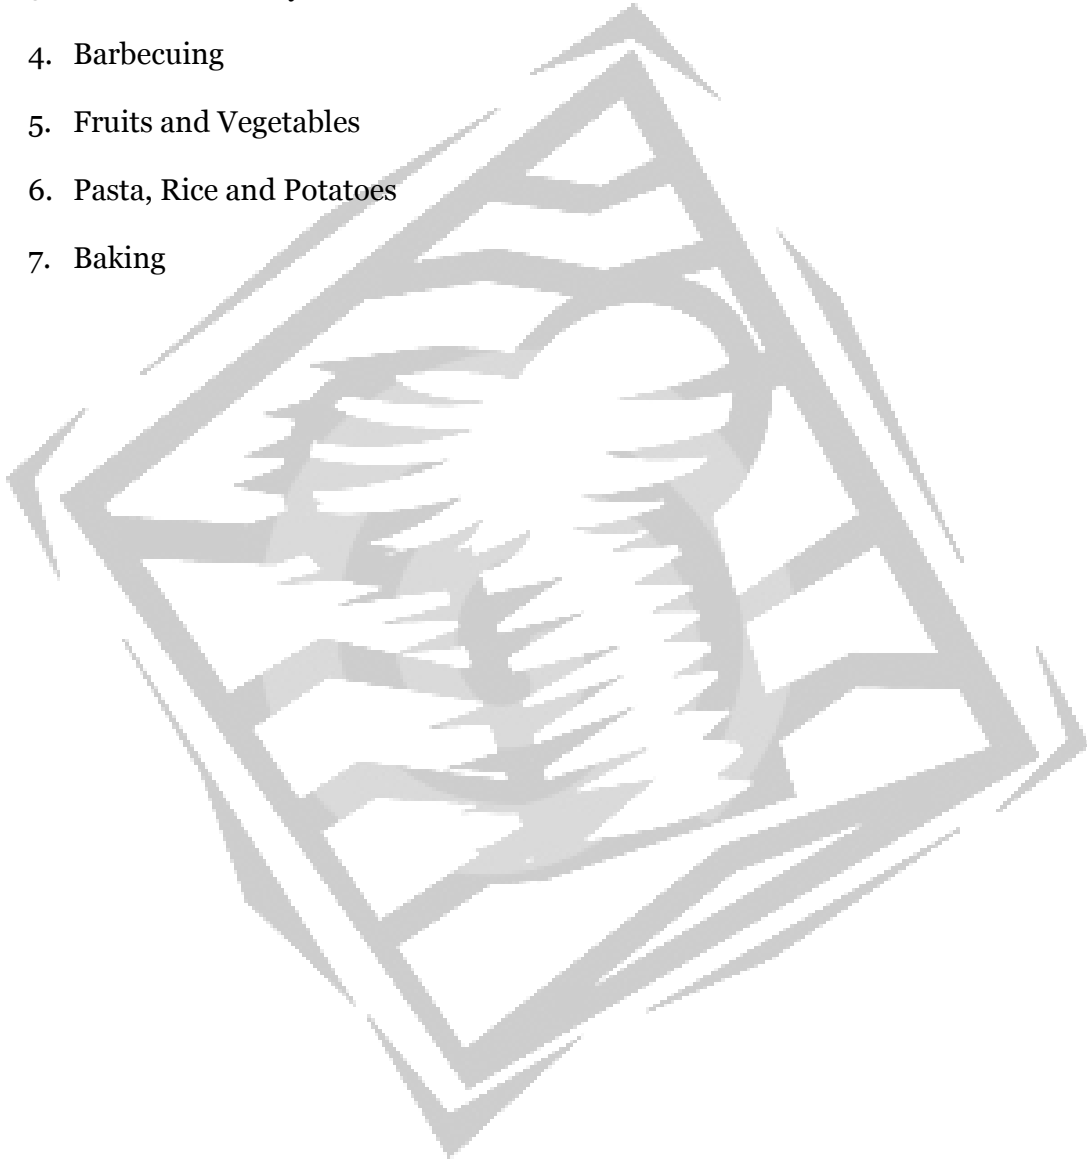 4. Barbecuing
5. Fruits and Vegetables
6. Pasta, Rice and Potatoes
7. Baking